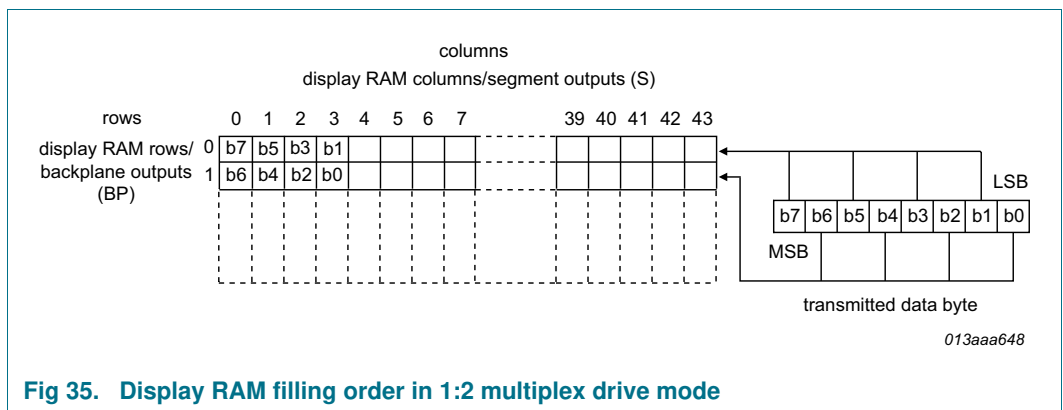 columns
display RAM columns/segment outputs (S)
rows 0 1 2 3 4 5 6 7 39 40 41 42 43
display RAM rows/ 0 b7 b5 b3 b1
backplane outputs 1 b6 b4 b2 b0
(BP)
LSB
b7 b6 b5 b4 b3 b2 b1 b0
MSB
transmitted data byte
013aaa648
Fig 35. Display RAM filling order in 1:2 multiplex drive mode